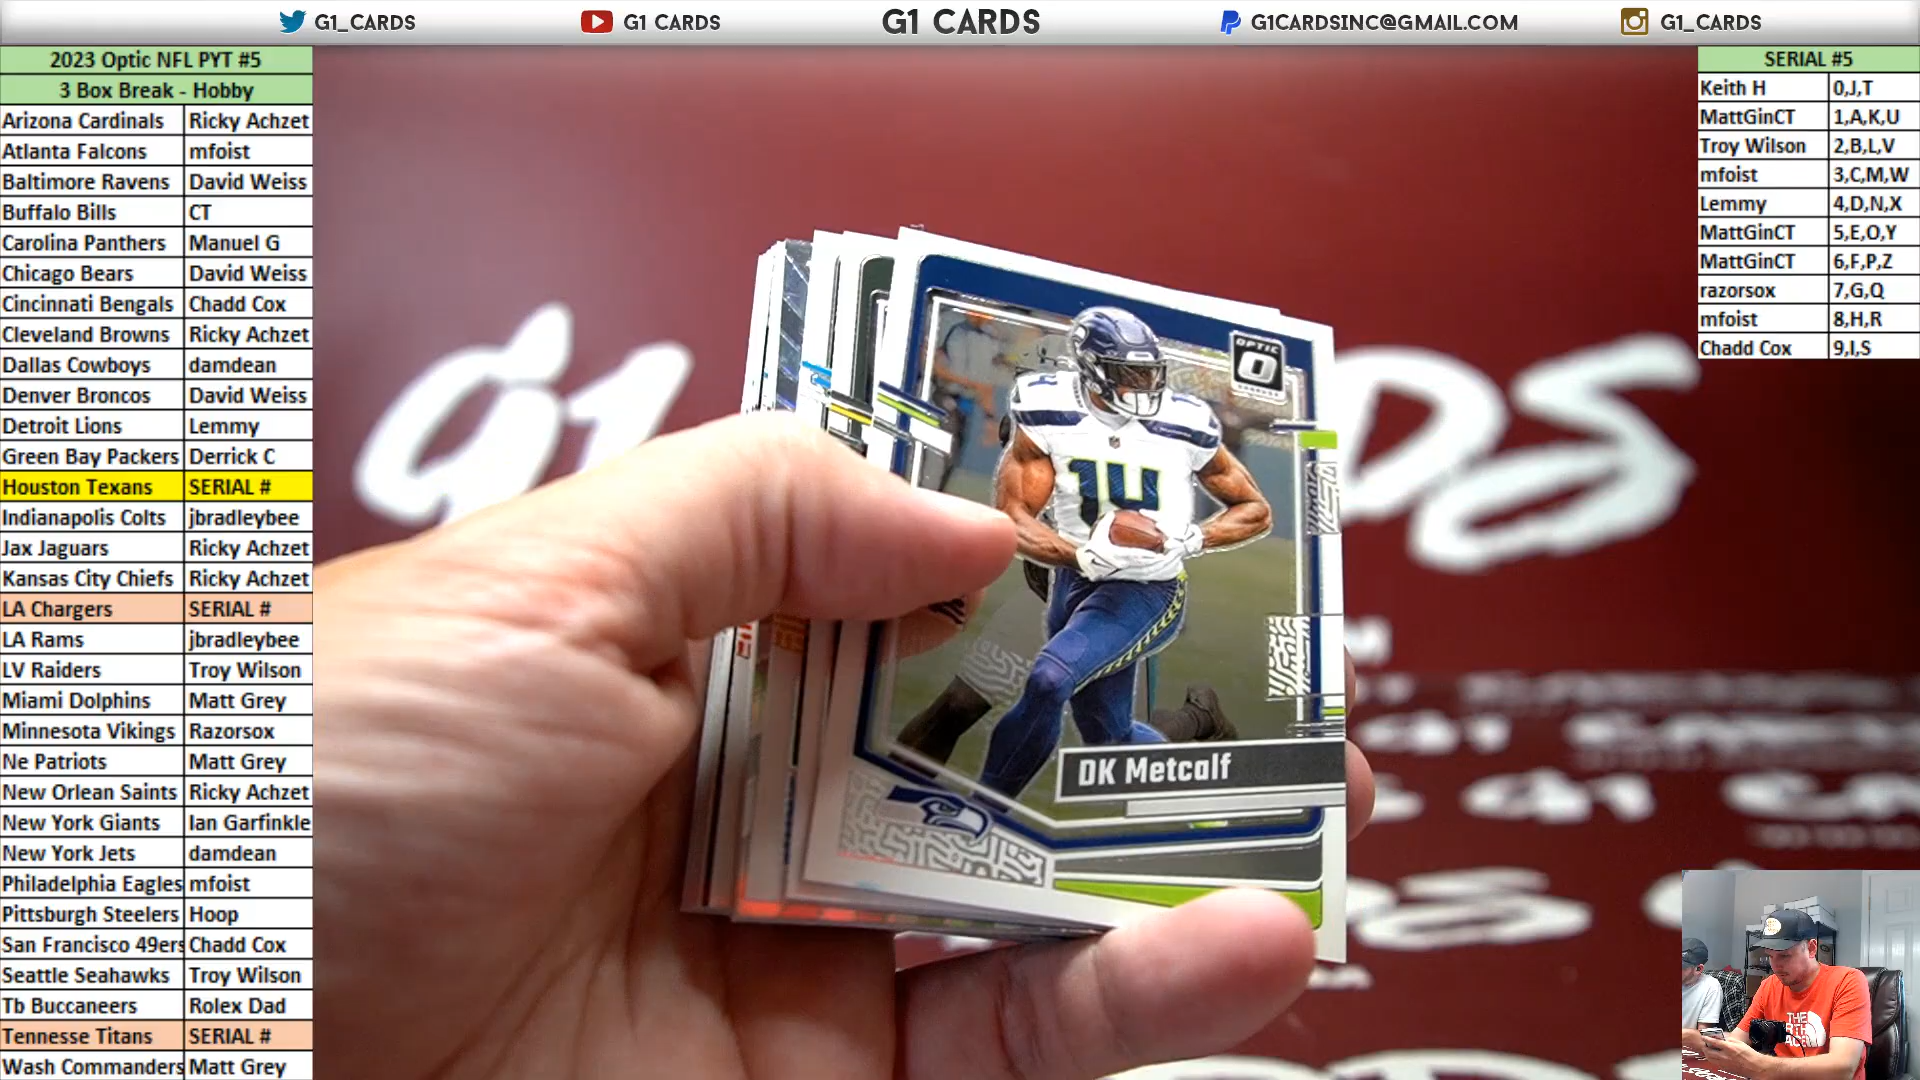 G1_CARDS
G1 CARDS
G1 CARDS
G1CARDSINC@GMAIL.COM
G1_CARDS
2023 Optic NFL PYT #5
3 Box Break - Hobby
Arizona Cardinals Ricky Achzet
Atlanta Falcons mfoist
Baltimore Ravens David Weiss
Buffalo Bills CT
Carolina Panthers Manuel G
Chicago Bears David Weiss
Cincinnati Bengals Chadd Cox
Cleveland Browns Ricky Achzet
Dallas Cowboys damdean
Denver Broncos David Weiss
Detroit Lions Lemmy
Green Bay Packers Derrick C
Houston Texans SERIAL #
Indianapolis Colts jbradleybee
Jax Jaguars Ricky Achzet
Kansas City Chiefs Ricky Achzet
LA Chargers SERIAL #
LA Rams jbradleybee
LV Raiders Troy Wilson
Miami Dolphins Matt Grey
Minnesota Vikings Razorsox
Ne Patriots Matt Grey
New Orlean Saints Ricky Achzet
New York Giants Ian Garfinkle
New York Jets damdean
Philadelphia Eagles mfoist
Pittsburgh Steelers Hoop
San Francisco 49ers Chadd Cox
Seattle Seahawks Troy Wilson
Tb Buccaneers Rolex Dad
Tennesse Titans SERIAL #
Wash Commanders Matt Grey
SERIAL #5
Keith H 0,J,T
MattGinCT 1,A,K,U
Troy Wilson 2,B,L,V
mfoist 3,C,M,W
Lemmy 4,D,N,X
MattGinCT 5,E,O,Y
MattGinCT 6,F,P,Z
razorsox 7,G,Q
mfoist 8,H,R
Chadd Cox 9,I,S
OPTIC
14
DK Metcalf
G1
DS
THE